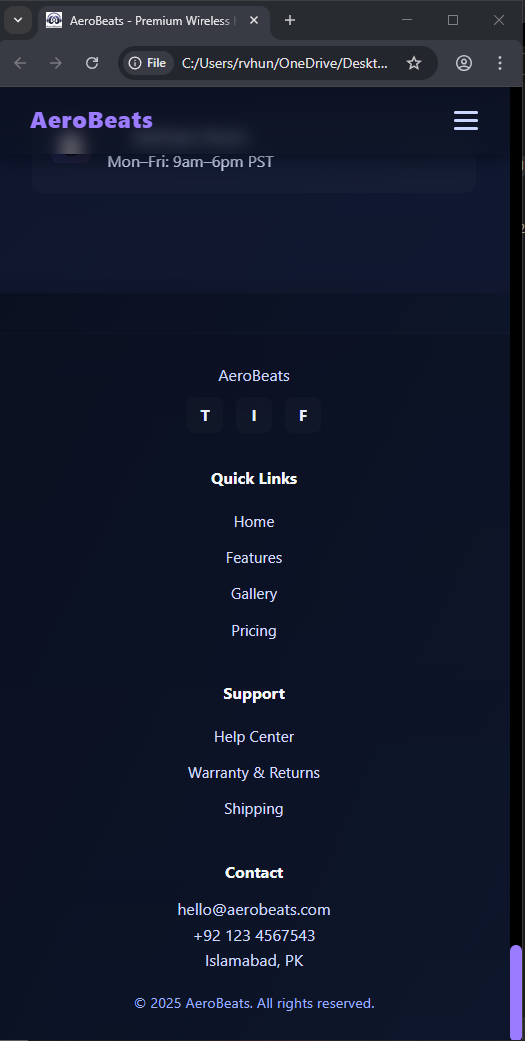 AeroBeats - Premium Wireless
File
C:/Users/rvhun/OneDrive/Deskt...
AeroBeats
Mon–Fri: 9am–6pm PST
AeroBeats
T I F
Quick Links
Home
Features
Gallery
Pricing
Support
Help Center
Warranty & Returns
Shipping
Contact
hello@aerobeats.com
+92 123 4567543
Islamabad, PK
© 2025 AeroBeats. All rights reserved.